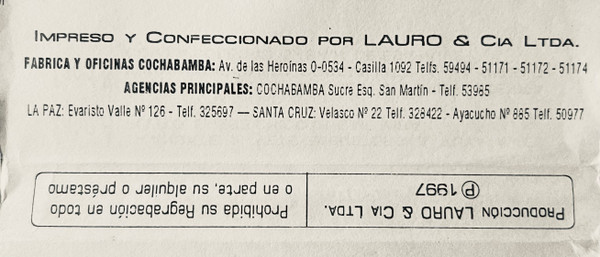 IMPRESO Y CONFECCIONADO POR LAURO & CIA LTDA.
FABRICA Y OFICINAS COCHABAMBA: Av. de las Heroínas 0-0534 - Casilla 1092 Telfs. 59494 - 51171 - 51172 - 51174
AGENCIAS PRINCIPALES: COCHABAMBA Sucre Esq. San Martín - Telf. 53985
LA PAZ: Evaristo Valle Nº 126 - Telf. 325697 — SANTA CRUZ: Velasco Nº 22 Telf. 328422 - Ayacucho Nº 885 Telf. 50977
PRODUCCIÓN LAURO & CIA LTDA.
℗ 1997
Prohibida su Regrabación en todo
o en parte, su alquiler o préstamo